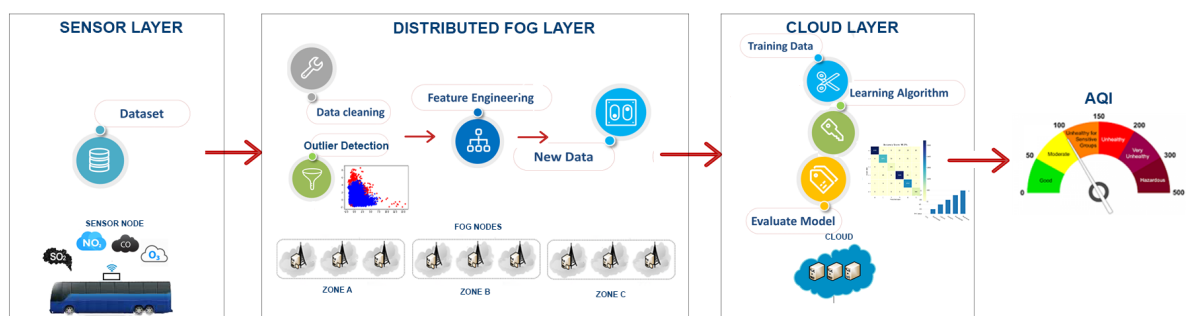 SENSOR LAYER
Dataset
SENSOR NODE
SO2
NO2
CO
O3
DISTRIBUTED FOG LAYER
Data cleaning
Outlier Detection
Feature Engineering
New Data
FOG NODES
ZONE A
ZONE B
ZONE C
CLOUD LAYER
Training Data
Learning Algorithm
Evaluate Model
CLOUD
AQI
0
50
100
150
200
300
500
Good
Moderate
Unhealthy for
Sensitive
Groups
Unhealthy
Very
Unhealthy
Hazardous